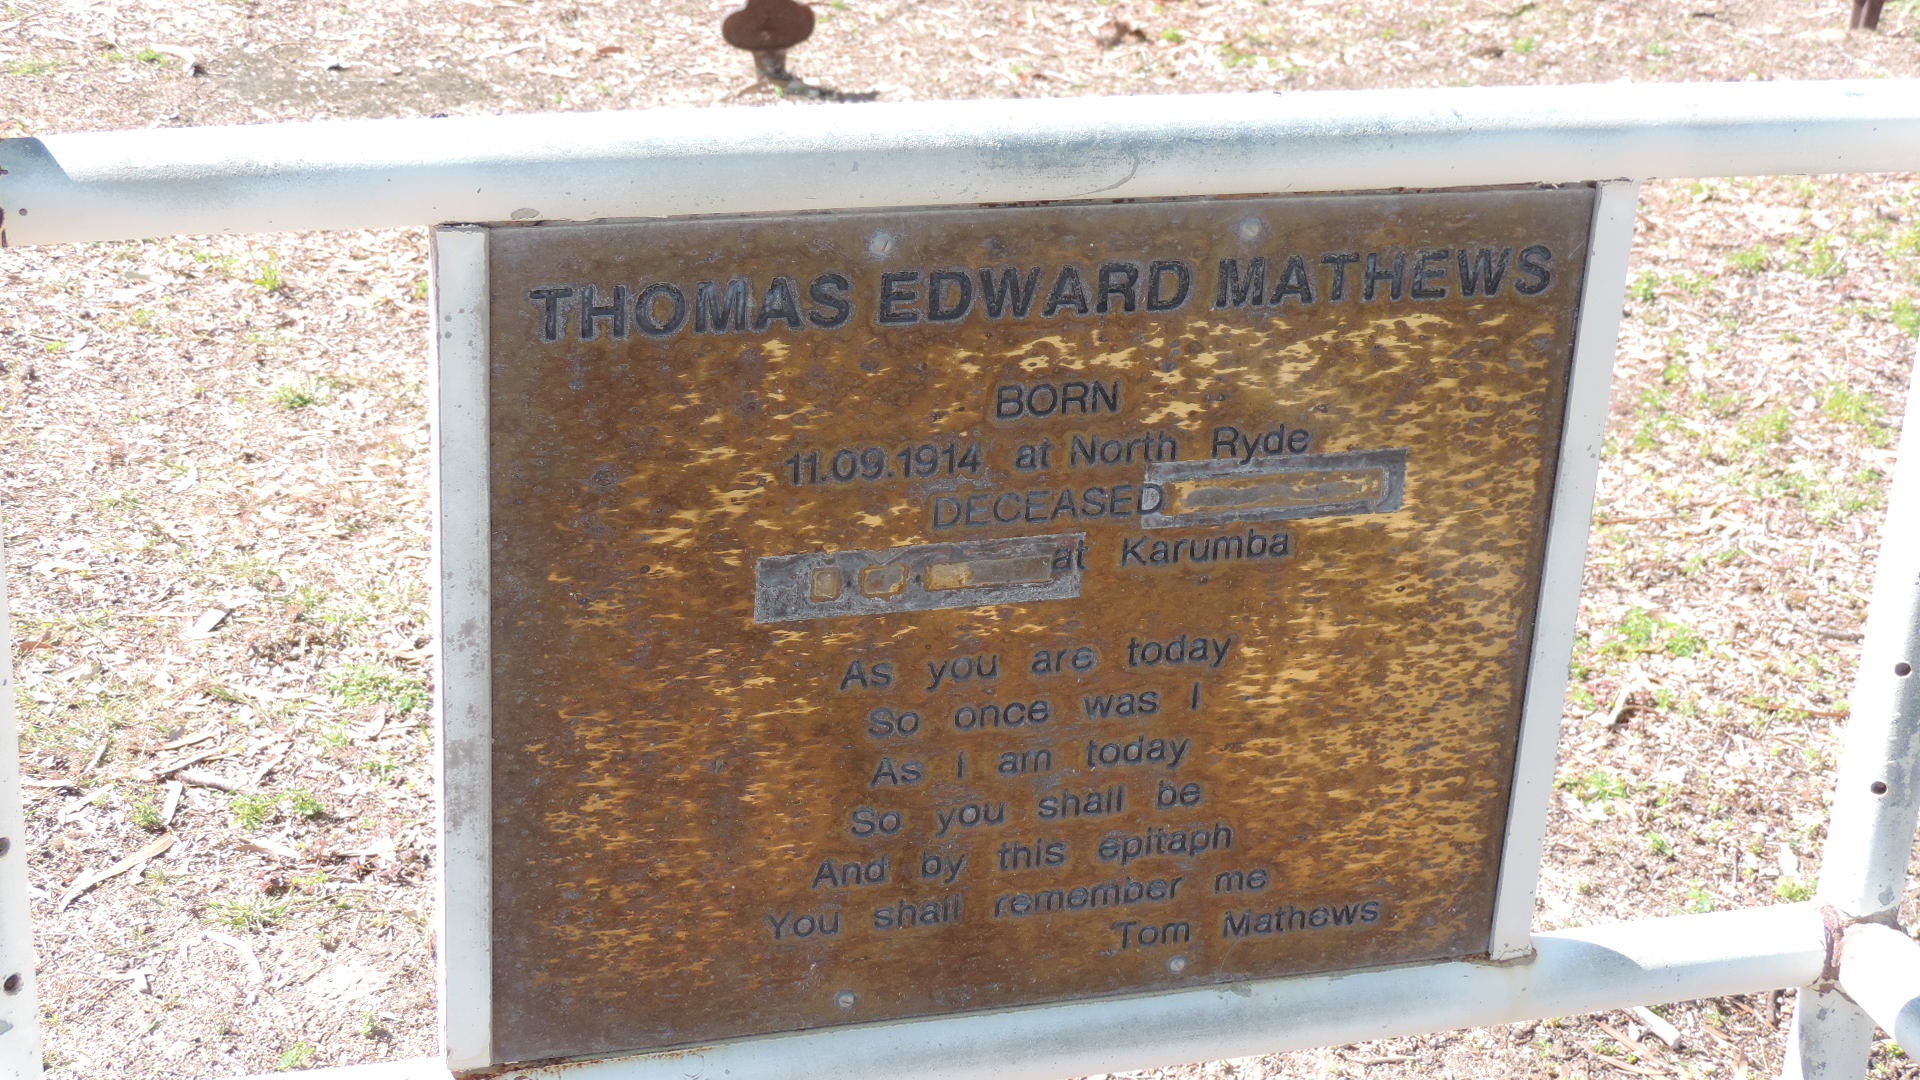 THOMAS EDWARD MATHEWS
BORN
11.09.1914 at North Ryde
DECEASED
at Karumba
As you are today
So once was I
As I am today
So you shall be
And by this epitaph
You shall remember me
Tom Mathews